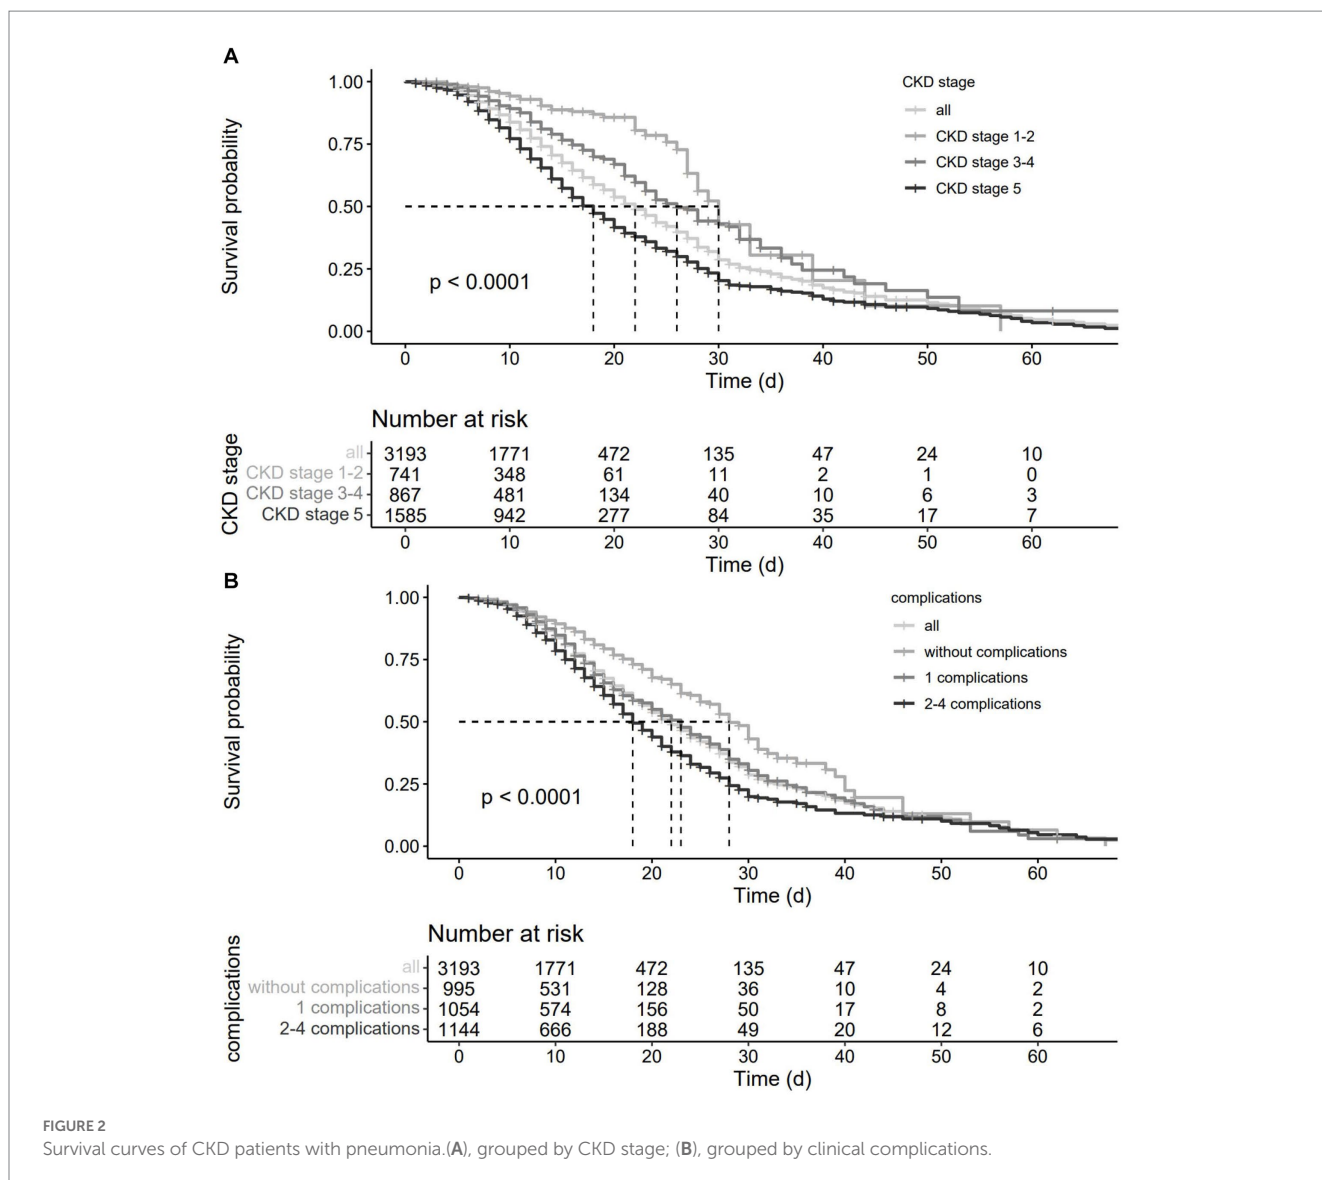 A
1.00
0.75
0.50
0.25
0.00
Survival probability
p < 0.0001
CKD stage
all
CKD stage 1-2
CKD stage 3-4
CKD stage 5
0 10 20 30 40 50 60
Time (d)
Number at risk
CKD stage
all 3193 1771 472 135 47 24 10
CKD stage 1-2 741 348 61 11 2 1 0
CKD stage 3-4 867 481 134 40 10 6 3
CKD stage 5 1585 942 277 84 35 17 7
0 10 20 30 40 50 60
Time (d)
B
1.00
0.75
0.50
0.25
0.00
Survival probability
p < 0.0001
complications
all
without complications
1 complications
2-4 complications
0 10 20 30 40 50 60
Time (d)
Number at risk
complications
all 3193 1771 472 135 47 24 10
without complications 995 531 128 36 10 4 2
1 complications 1054 574 156 50 17 8 2
2-4 complications 1144 666 188 49 20 12 6
0 10 20 30 40 50 60
Time (d)
FIGURE 2
Survival curves of CKD patients with pneumonia.(A), grouped by CKD stage; (B), grouped by clinical complications.